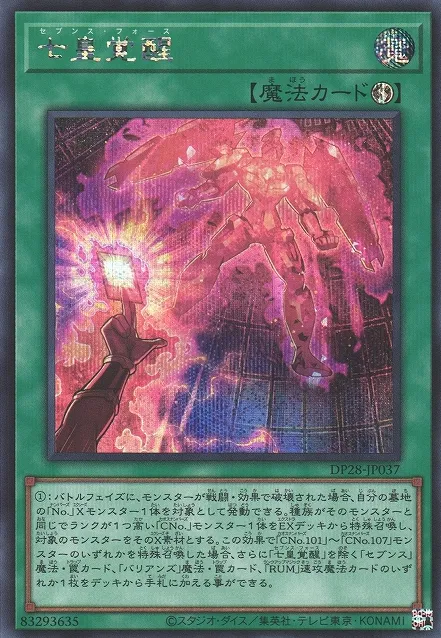 セブンス・フォース
七皇覚醒
魔
まほう
【魔法カード】
DP28-JP037
①：バトルフェイズに、モンスターが戦闘・効果で破壊された場合、自分の墓地
の「No.」Xモンスター1体を対象として発動できる。種族がそのモンスターと
同じでランクが1つ高い「CNo.」モンスター1体をEXデッキから特殊召喚し、
対象のモンスターをそのX素材とする。この効果で「CNo.101」～「CNo.107」モ
ンスターのいずれかを特殊召喚した場合、さらに「七皇覚醒」を除く「セブンス」
魔法・罠カード、「バリアンズ」魔法・罠カード、「RUM」速攻魔法カードのいず
れか1枚をデッキから手札に加える事ができる。
83293635
©スタジオ・ダイス／集英社・テレビ東京・KONAMI